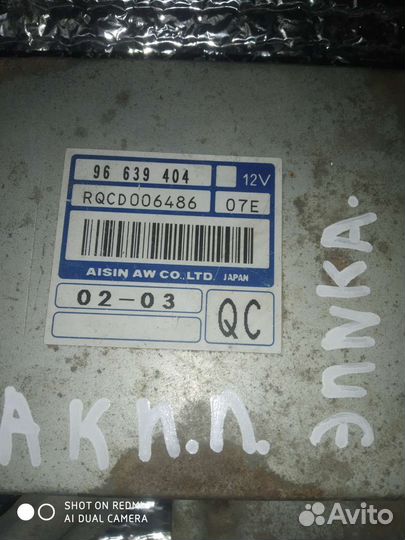 96 639 404 12V
RQCD006486 07E
AISIN AW CO., LTD. JAPAN
02-03
QC
ЭПИКА.
АКП.П.
SHOT ON REDMI
AI DUAL CAMERA
Avito